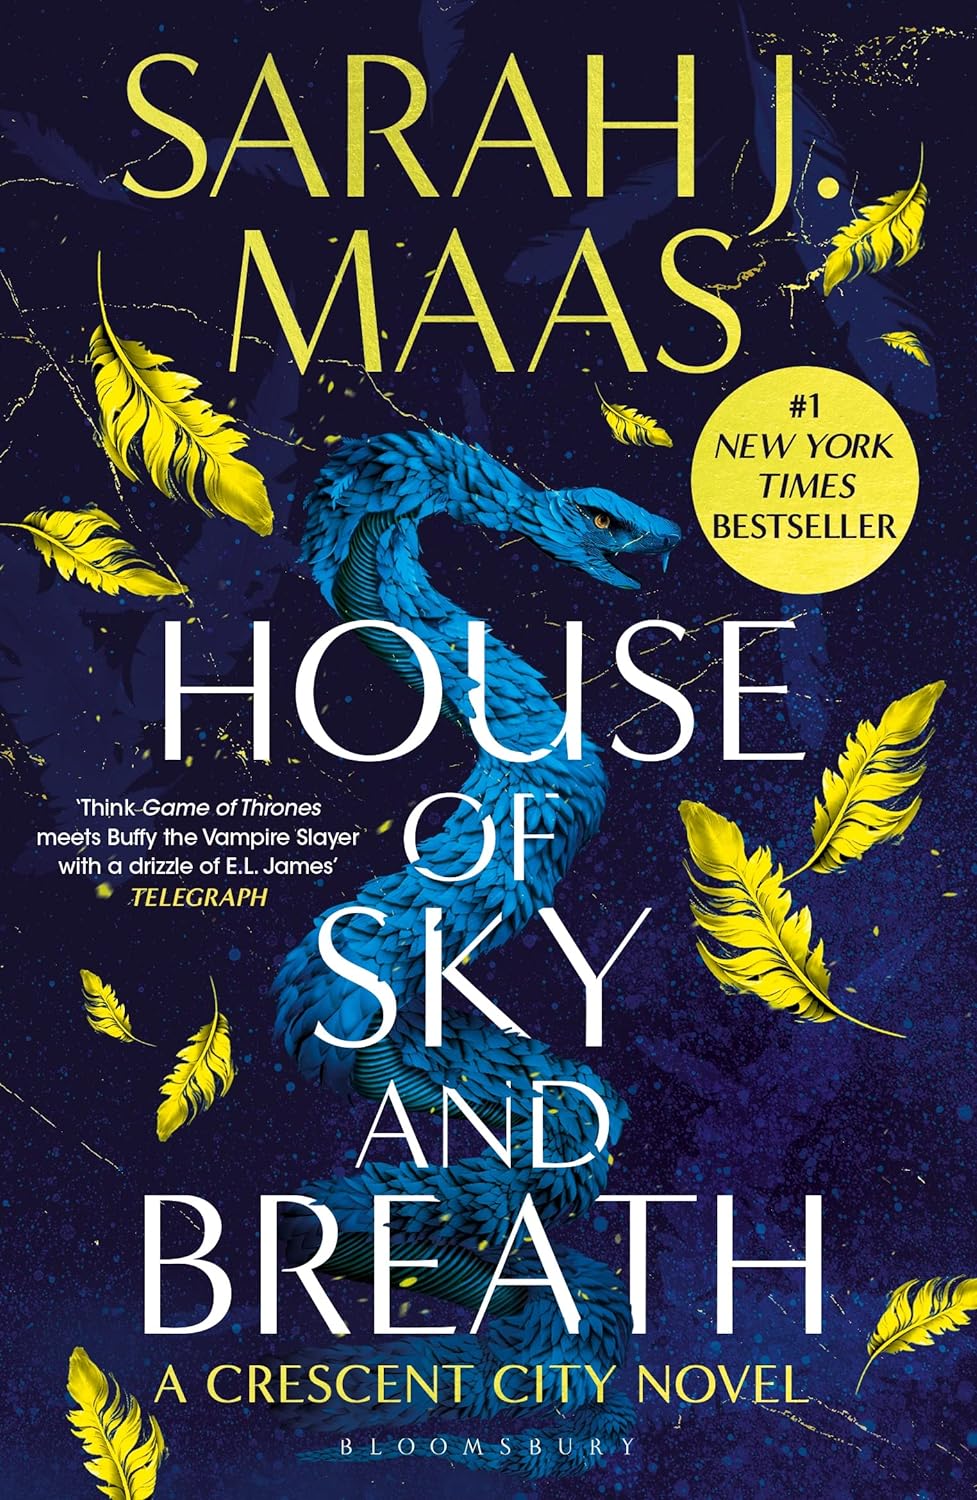 SARAH J.
MAAS
#1
NEW YORK
TIMES
BESTSELLER
HOUSE
OF
SKY
AND
BREATH
'Think Game of Thrones
meets Buffy the Vampire Slayer
with a drizzle of E.L. James'
TELEGRAPH
A CRESCENT CITY NOVEL
BLOOMSBURY